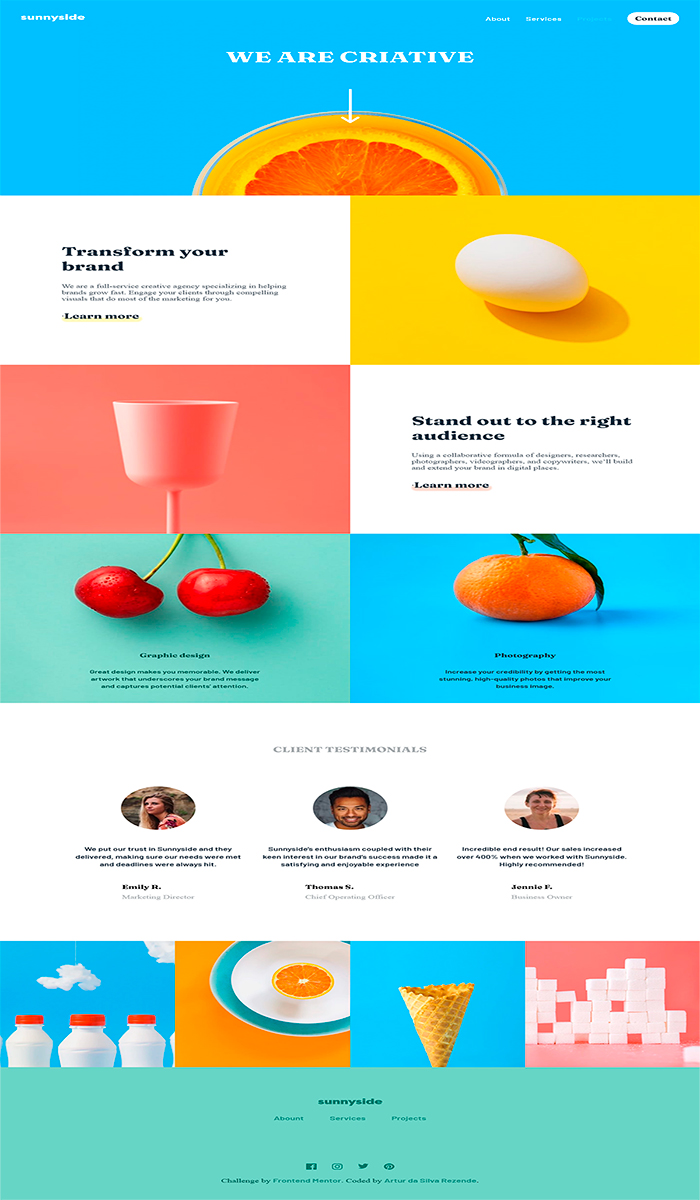 sunnyside
About Services Projects Contact
WE ARE CRIATIVE
Transform your
brand
We are a full-service creative agency specializing in helping
brands grow fast. Engage your clients through compelling
visuals that do most of the marketing for you.
Learn more
Stand out to the right
audience
Using a collaborative formula of designers, researchers,
photographers, videographers, and copywriters, we'll build
and extend your brand in digital places.
Learn more
Graphic design
Great design makes you memorable. We deliver
artwork that underscores your brand message
and captures potential clients' attention.
Photography
Increase your credibility by getting the most
stunning, high-quality photos that improve your
business image.
CLIENT TESTIMONIALS
We put our trust in Sunnyside and they
delivered, making sure our needs were met
and deadlines were always hit.
Emily R.
Marketing Director
Sunnyside's enthusiasm coupled with their
keen interest in our brand's success made it a
satisfying and enjoyable experience
Thomas S.
Chief Operating Officer
Incredible end result! Our sales increased
over 400% when we worked with Sunnyside.
Highly recommended!
Jennie F.
Business Owner
sunnyside
Abount Services Projects
Challenge by Frontend Mentor. Coded by Artur da Silva Rezende.